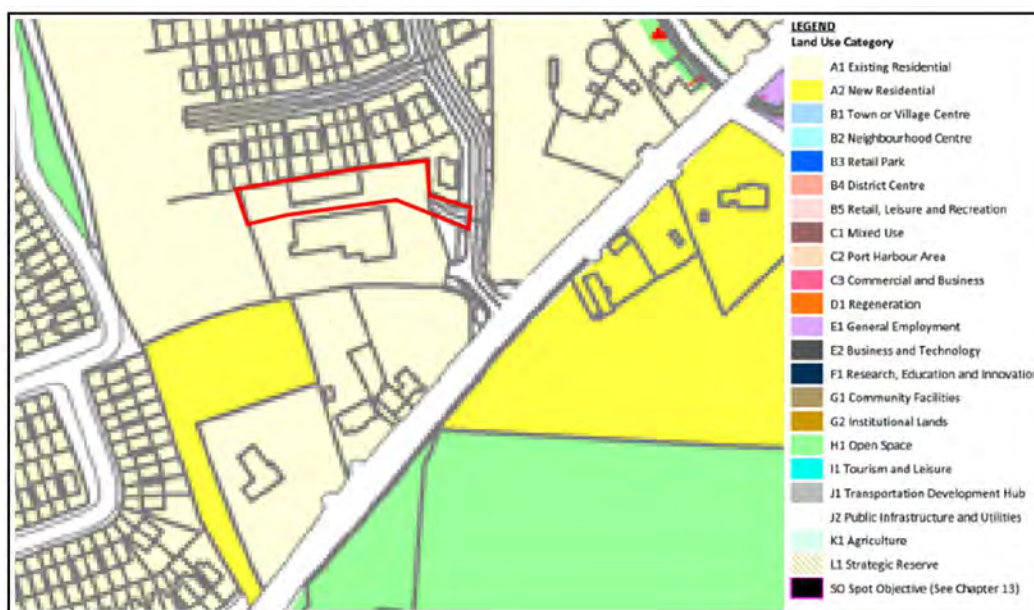 LEGEND
Land Use Category
A1 Existing Residential
A2 New Residential
B1 Town or Village Centre
B2 Neighbourhood Centre
B3 Retail Park
B4 District Centre
B5 Retail, Leisure and Recreation
C1 Mixed Use
C2 Port Harbour Area
C3 Commercial and Business
D1 Regeneration
E1 General Employment
E2 Business and Technology
F1 Research, Education and Innovation
G1 Community Facilities
G2 Institutional Lands
H1 Open Space
I1 Tourism and Leisure
J1 Transportation Development Hub
J2 Public Infrastructure and Utilities
K1 Agriculture
L1 Strategic Reserve
SO Spot Objective (See Chapter 13)